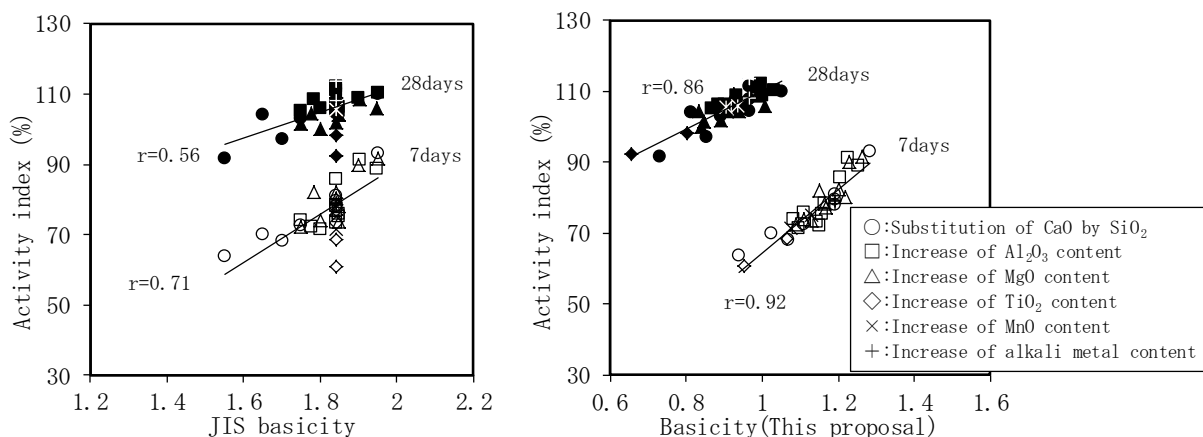 130
110
90
70
50
30
Activity index (%)
28days
r=0.56
7days
r=0.71
1.2
1.4
1.6
1.8
2
2.2
JIS basicity
130
110
90
70
50
30
Activity index (%)
r=0.86
28days
7days
r=0.92
○:Substitution of CaO by SiO₂
□:Increase of Al₂O₃ content
△:Increase of MgO content
◇:Increase of TiO₂ content
×:Increase of MnO content
+:Increase of alkali metal content
0.6
0.8
1
1.2
1.4
1.6
Basicity(This proposal)